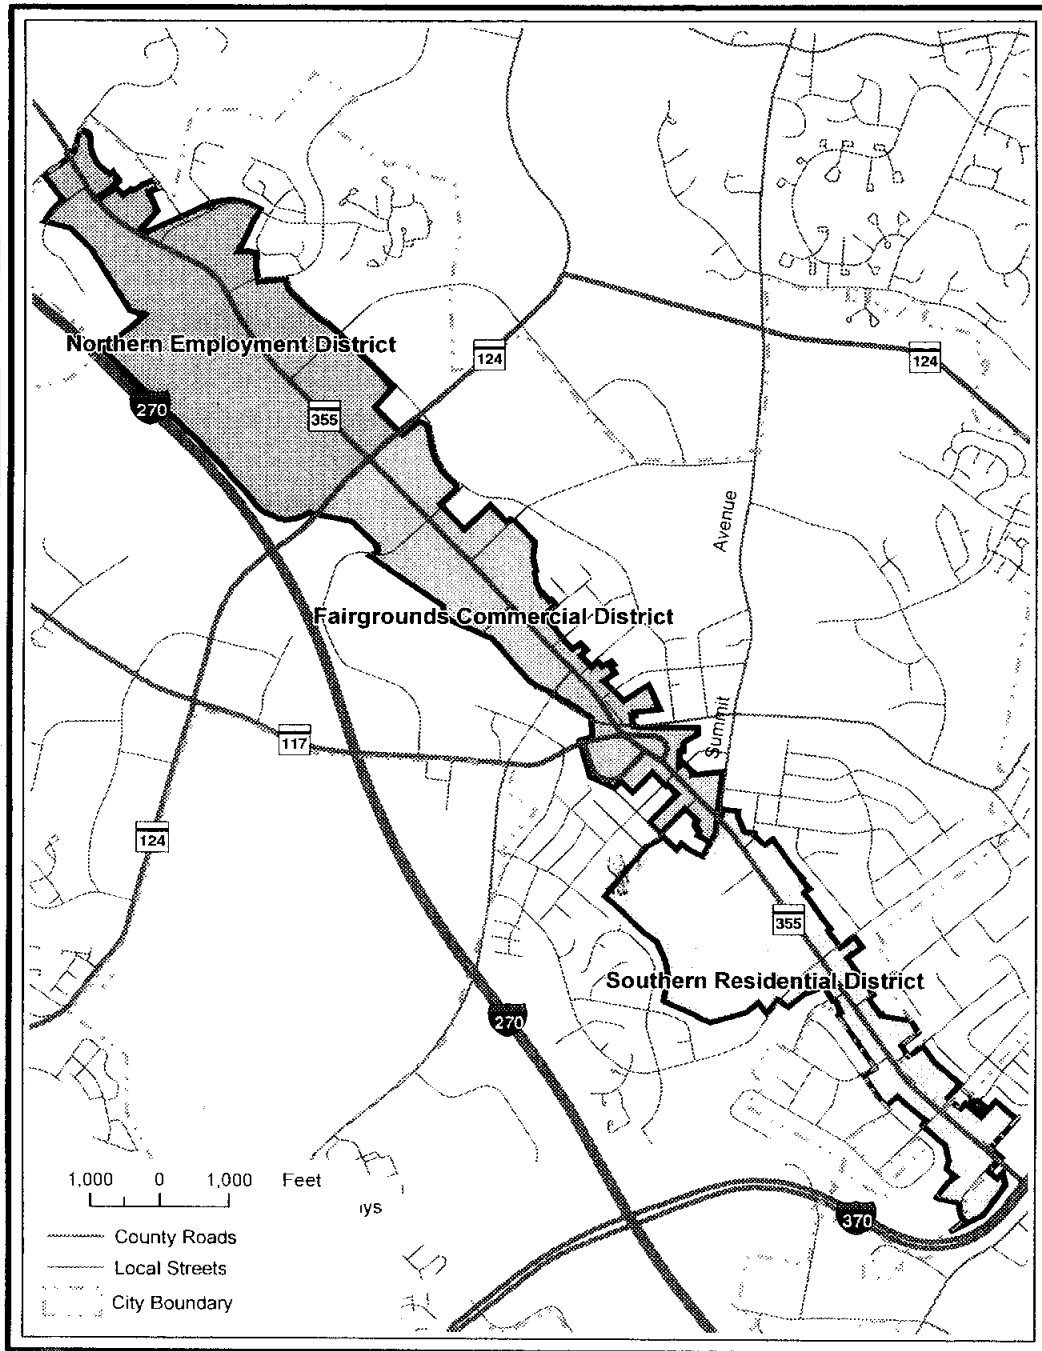 Northern Employment District
124
124
270
355
Avenue
Fairgrounds Commercial District
Summit
117
124
355
Southern Residential District
270
1,000 0 1,000 Feet
370
County Roads
Local Streets
City Boundary